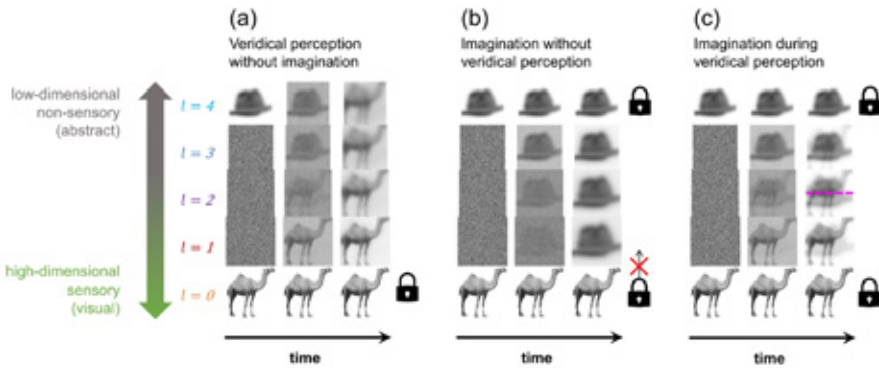 (a)
Veridical perception
without imagination
(b)
Imagination without
veridical perception
(c)
Imagination during
veridical perception
low-dimensional
non-sensory
(abstract)
high-dimensional
sensory
(visual)
l = 4
l = 3
l = 2
l = 1
l = 0
time
time
time